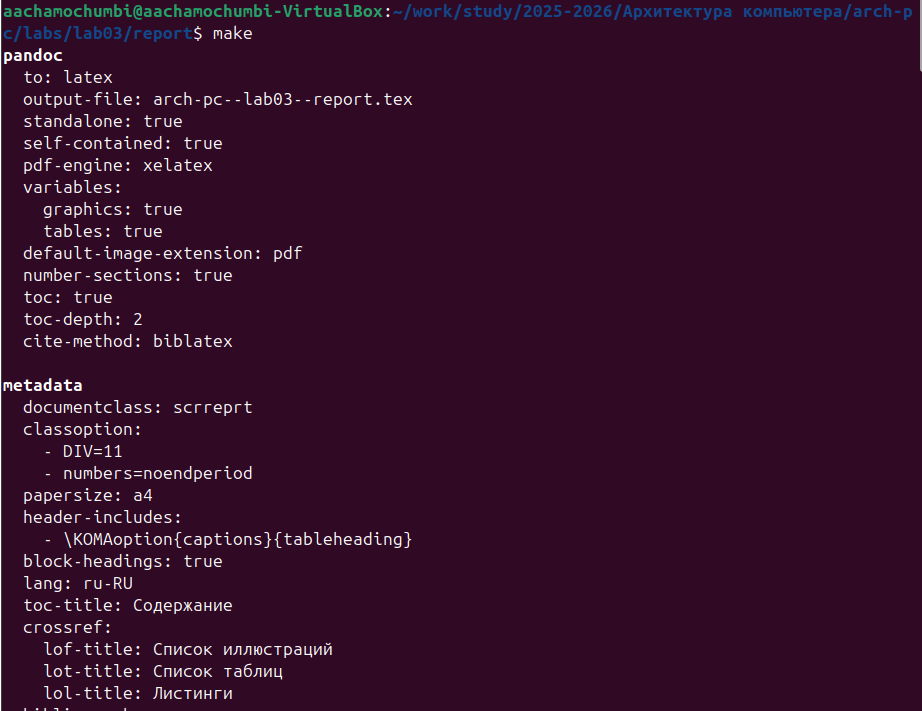 aachamochumbi@aachamochumbi-VirtualBox:~/work/study/2025-2026/Архитектура компьютера/arch-p
c/labs/lab03/report$ make
pandoc
  to: latex
  output-file: arch-pc--lab03--report.tex
  standalone: true
  self-contained: true
  pdf-engine: xelatex
  variables:
    graphics: true
    tables: true
  default-image-extension: pdf
  number-sections: true
  toc: true
  toc-depth: 2
  cite-method: biblatex

metadata
  documentclass: scrreprt
  classoption:
    - DIV=11
    - numbers=noendperiod
  papersize: a4
  header-includes:
    - \KOMAoption{captions}{tableheading}
  block-headings: true
  lang: ru-RU
  toc-title: Содержание
  crossref:
    lof-title: Список иллюстраций
    lot-title: Список таблиц
    lol-title: Листинги